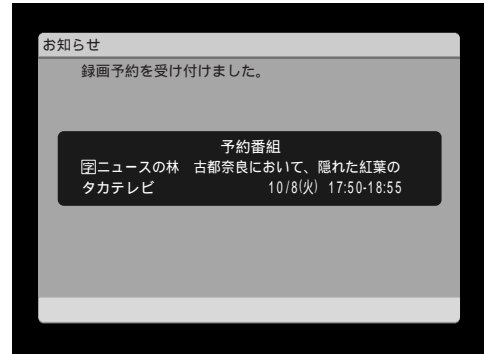 お知らせ
録画予約を受け付けました。
予約番組
🈑ニュースの林 古都奈良において、隠れた紅葉の
タカテレビ 10/8(火) 17:50-18:55